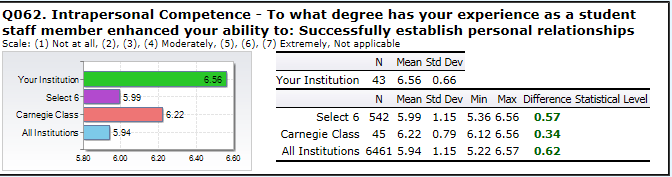 Q062. Intrapersonal Competence - To what degree has your experience as a student
staff member enhanced your ability to: Successfully establish personal relationships
Scale: (1) Not at all, (2), (3), (4) Moderately, (5), (6), (7) Extremely, Not applicable
Your Institution 6.56
Select 6 5.99
Carnegie Class 6.22
All Institutions 5.94
5.80 6.00 6.20 6.40 6.60
N Mean Std Dev
Your Institution 43 6.56 0.66
N Mean Std Dev Min Max Difference Statistical Level
Select 6 542 5.99 1.15 5.36 6.56 0.57
Carnegie Class 45 6.22 0.79 6.12 6.56 0.34
All Institutions 6461 5.94 1.15 5.22 6.57 0.62